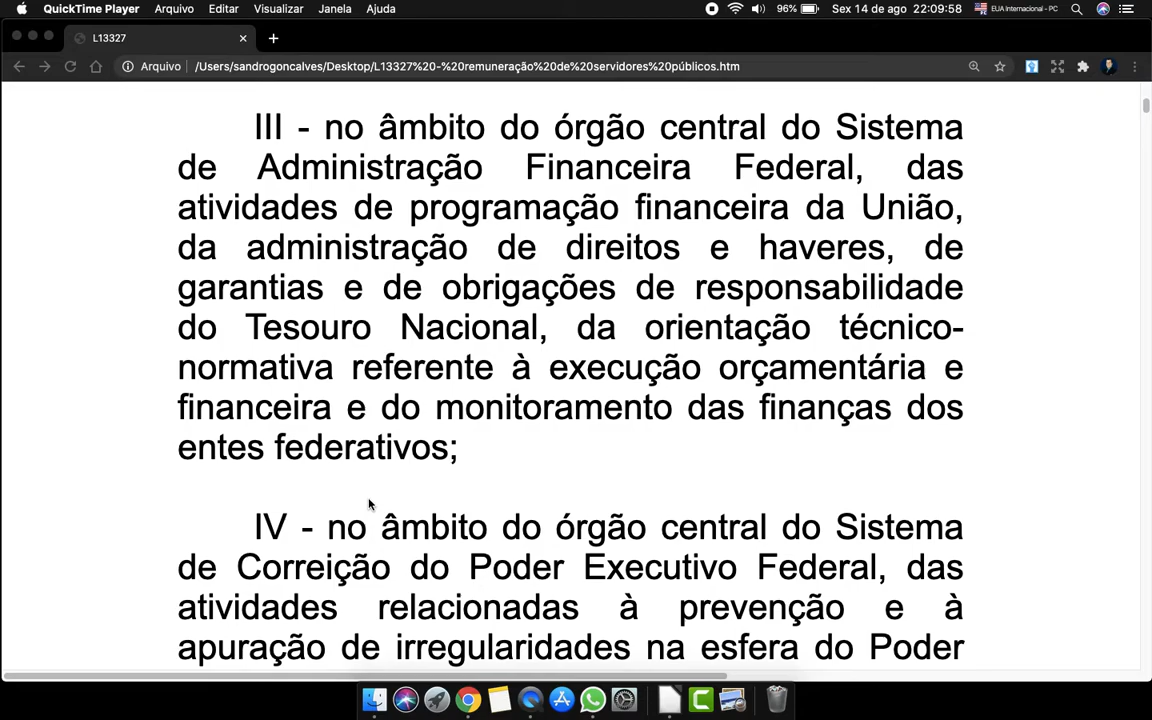 QuickTime Player Arquivo Editar Visualizar Janela Ajuda 96% Sex 14 de ago 22:09:58 EUA Internacional - PC
L13327
Arquivo /Users/sandrogoncalves/Desktop/L13327%20-%20remuneração%20de%20servidores%20públicos.htm
III - no âmbito do órgão central do Sistema
de Administração Financeira Federal, das
atividades de programação financeira da União,
da administração de direitos e haveres, de
garantias e de obrigações de responsabilidade
do Tesouro Nacional, da orientação técnico-
normativa referente à execução orçamentária e
financeira e do monitoramento das finanças dos
entes federativos;
IV - no âmbito do órgão central do Sistema
de Correição do Poder Executivo Federal, das
atividades relacionadas à prevenção e à
apuração de irregularidades na esfera do Poder